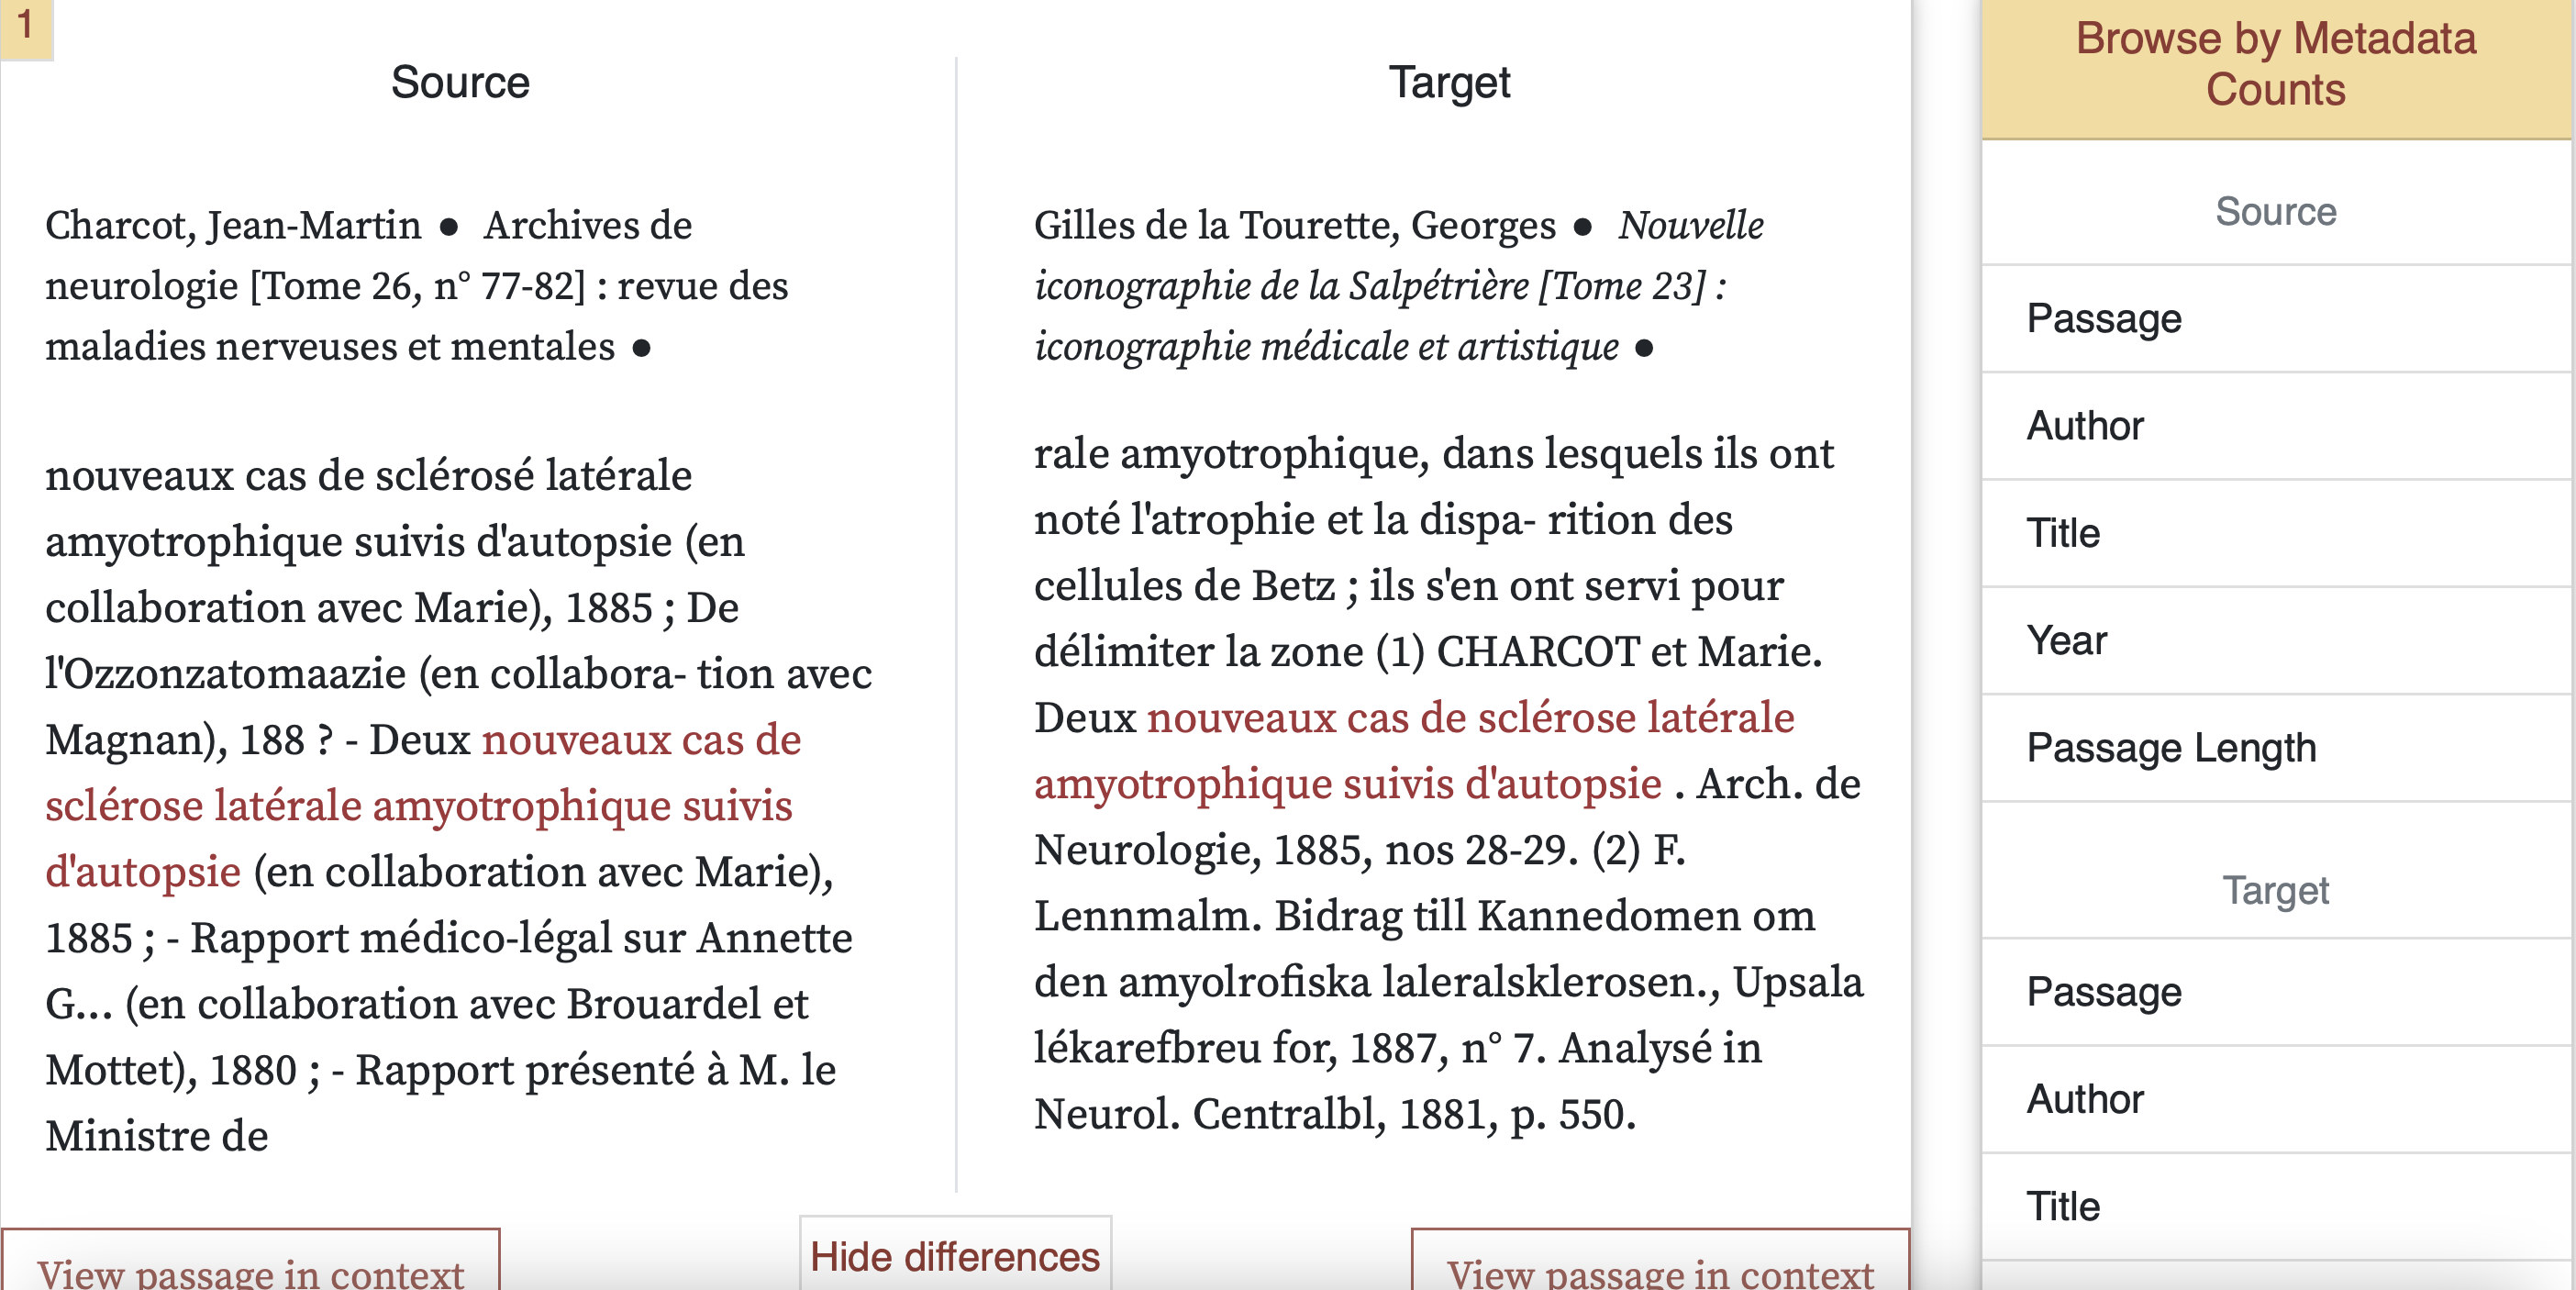 1
Source
Charcot, Jean-Martin ● Archives de
neurologie [Tome 26, n° 77-82] : revue des
maladies nerveuses et mentales ●
nouveaux cas de sclérosé latérale
amyotrophique suivis d'autopsie (en
collaboration avec Marie), 1885 ; De
l'Ozzonzatomaazie (en collabora- tion avec
Magnan), 188 ? - Deux nouveaux cas de
sclérose latérale amyotrophique suivis
d'autopsie (en collaboration avec Marie),
1885 ; - Rapport médico-légal sur Annette
G... (en collaboration avec Brouardel et
Mottet), 1880 ; - Rapport présenté à M. le
Ministre de
View passage in context
Hide differences
Target
Gilles de la Tourette, Georges ● Nouvelle
iconographie de la Salpétrière [Tome 23] :
iconographie médicale et artistique ●
rale amyotrophique, dans lesquels ils ont
noté l'atrophie et la dispa- rition des
cellules de Betz ; ils s'en ont servi pour
délimiter la zone (1) CHARCOT et Marie.
Deux nouveaux cas de sclérose latérale
amyotrophique suivis d'autopsie . Arch. de
Neurologie, 1885, nos 28-29. (2) F.
Lennmalm. Bidrag till Kannedomen om
den amyolrofiska laleralsklerosen., Upsala
lékarefbreu for, 1887, n° 7. Analysé in
Neurol. Centralbl, 1881, p. 550.
View passage in context
Browse by Metadata
Counts
Source
Passage
Author
Title
Year
Passage Length
Target
Passage
Author
Title